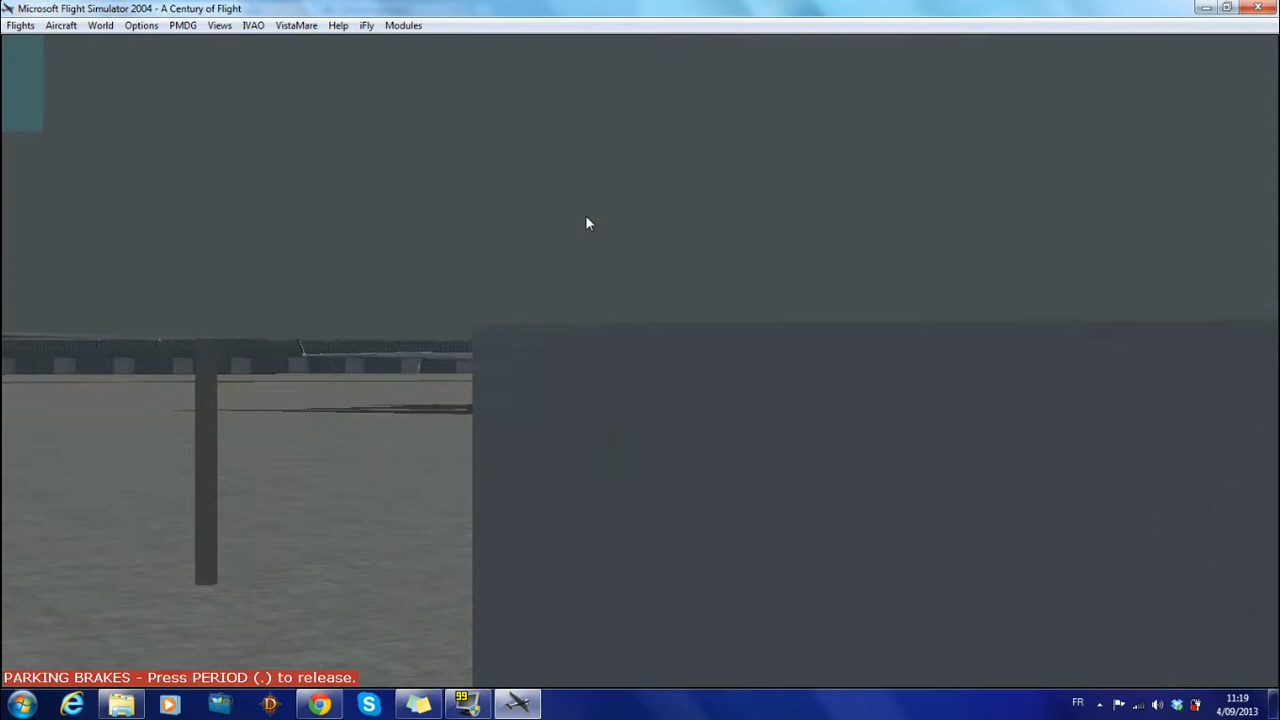 Microsoft Flight Simulator 2004 - A Century of Flight
Flights Aircraft World Options PMDG Views IVAO VistaMare Help iFly Modules
PARKING BRAKES - Press PERIOD (.) to release.
99
FR
11:19
4/09/2013